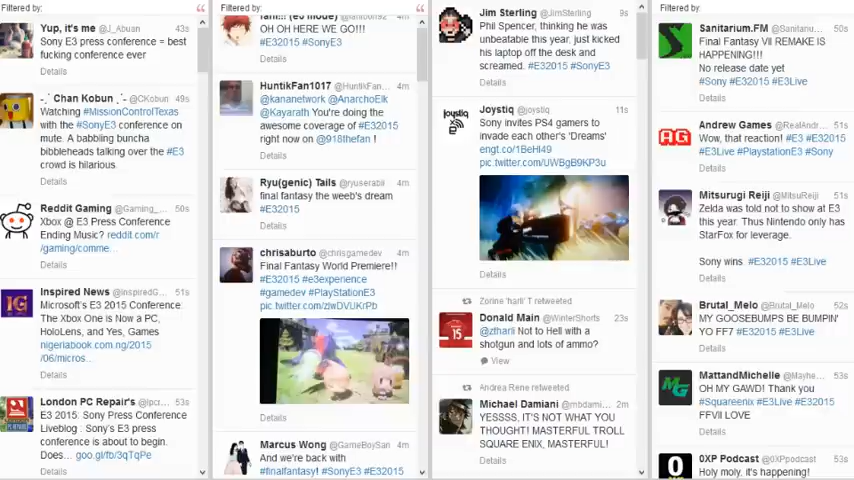 Filtered by:
Yup, it's me @J_Abuan 43s
Sony E3 press conference = best
fucking conference ever
Details
Chan Kobun @CKobun 49s
Watching #MissionControlTexas
with the #SonyE3 conference on
mute. A babbling buncha
bibbleheads talking over the #E3
crowd is hilarious.
Details
Reddit Gaming @Gaming_... 50s
Xbox @ E3 Press Conference
Ending Music? reddit.com/r
/gaming/comme...
Details
Inspired News @InspiredG... 51s
Microsoft's E3 2015 Conference:
The Xbox One is Now a PC,
HoloLens, and Yes, Games
nigeriabook.com.ng/2015
/06/micros..
Details
London PC Repair's @lpcr... 53s
E3 2015: Sony Press Conference
Liveblog : Sony's E3 press
conference is about to begin.
Does... goo.gl/fb/3qTqPe
Details
Filtered by:
(e3 mode) 4m
OH OH HERE WE GO!!!
#E32015 #SonyE3
Details
HuntikFan1017 @HuntikFan... 4m
@kananetwork @AnarchoElk
@Kayarath You're doing the
awesome coverage of #E32015
right now on @918thefan !
Details
Ryu(genic) Tails @ryuserabii 4m
final fantasy the weeb's dream
#E32015
Details
chrisaburto @chrisgamedev 4m
Final Fantasy World Premiere!!
#E32015 #e3experience
#gamedev #PlayStationE3
pic.twitter.com/ziwDVUKrPb
Details
Marcus Wong @GameBoySan 4m
And we're back with
#finalfantasy! #SonyE3 #E32015
Jim Sterling @JimSterling 9s
Phil Spencer, thinking he was
unbeatable this year, just kicked
his laptop off the desk and
screamed. #E32015 #SonyE3
Details
Joystiq @joystiq 11s
Sony invites PS4 gamers to
invade each other's 'Dreams'
engt.co/1BeHl49
pic.twitter.com/UWBgB9KP3u
Details
Zorine 'harli' T retweeted
Donald Main @WinterShorts 23s
@ztharli Not to Hell with a
shotgun and lots of ammo?
View
Andrea Rene retweeted
Michael Damiani @mbdami... 2m
YESSSS, IT'S NOT WHAT YOU
THOUGHT! MASTERFUL TROLL
SQUARE ENIX, MASTERFUL!
Details
Filtered by:
Sanitarium.FM @Sanitariu... 50s
Final Fantasy VII REMAKE IS
HAPPENING!!!
No release date yet
#Sony #E32015 #E3Live
Details
Andrew Games @RealAndr... 51s
Wow, that reaction! #E3 #E32015
#E3Live #PlaystationE3 #Sony
Details
Mitsurugi Reiji @MitsuReiji 51s
Zelda was told not to show at E3
this year. Thus Nintendo only has
StarFox for leverage.
Sony wins #E32015 #E3Live
Details
Brutal_Melo @Brutal_Melo 52s
MY GOOSEBUMPS BE BUMPIN'
YO FF7 #E32015 #E3Live
Details
MattandMichelle @Mayhe... 53s
OH MY GAWD! Thank you
#Squareenix #E3Live #E32015
FFVII LOVE
Details
0XP Podcast @0XPpodcast 53s
Holy moly, it's happening!